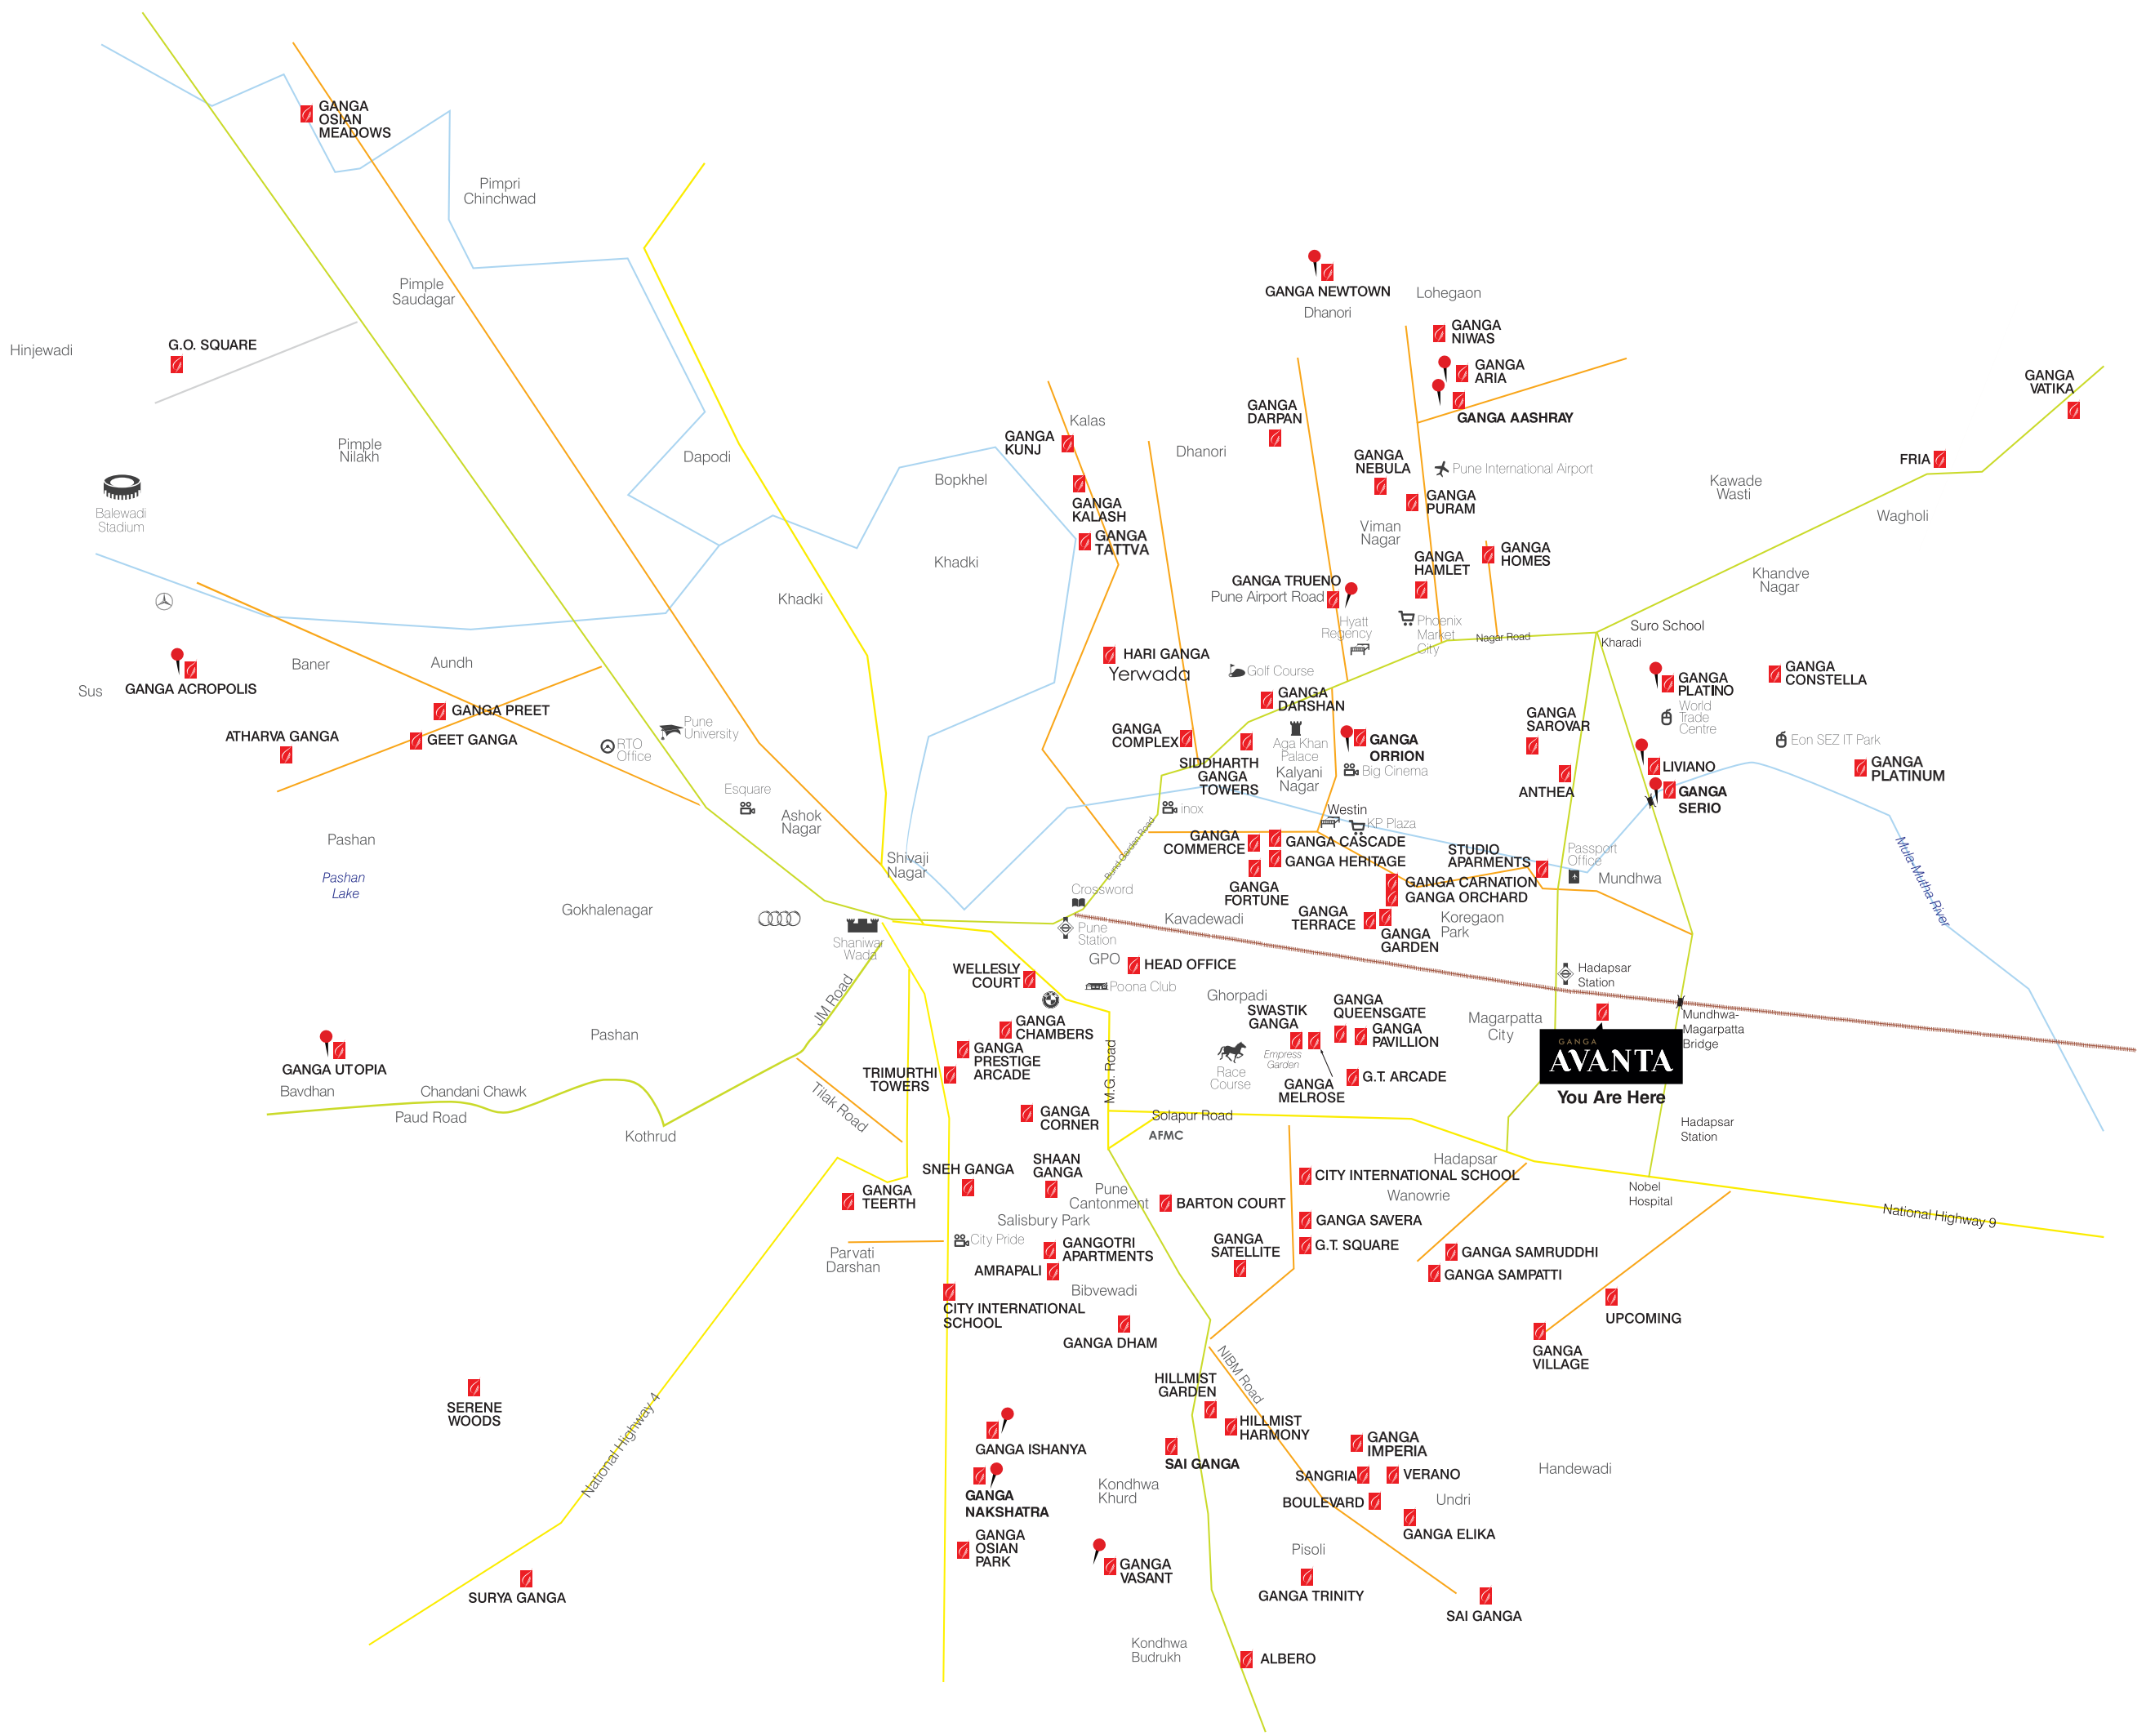 GANGA
OSIAN
MEADOWS
Pimpri
Chinchwad
Pimple
Saudagar
Hinjewadi
G.O. SQUARE
Pimple
Nilakh
Balewadi
Stadium
Dapodi
Khadki
GANGA NEWTOWN
Dhanori
Lohegaon
GANGA
NIWAS
GANGA
ARIA
GANGA AASHRAY
GANGA
DARPAN
Kalas
GANGA
KUNJ
Dhanori
GANGA
NEBULA
Pune International Airport
Bopkhel
GANGA
KALASH
GANGA
PURAM
GANGA
TATTVA
Viman
Nagar
Khadki
GANGA
HAMLET
GANGA
HOMES
GANGA
VATIKA
FRIA
Kawade
Wasti
Wagholi
Khandve
Nagar
GANGA TRUENO
Pune Airport Road
Hyatt
Regency
Phoenix
Market
City
Nagar Road
Suro School
Kharadi
HARI GANGA
Yerwada
Golf Course
GANGA
DARSHAN
GANGA
PLATINO
World
Trade
Centre
GANGA
CONSTELLA
GANGA
SAROVAR
Eon SEZ IT Park
GANGA
PLATINUM
LIVIANO
GANGA
SERIO
ANTHEA
GANGA
COMPLEX
SIDDHARTH
GANGA
TOWERS
Aga Khan
Palace
Kalyani
Nagar
GANGA
ORRION
Big Cinema
Baner
Aundh
Sus
GANGA ACROPOLIS
GANGA PREET
ATHARVA GANGA
GEET GANGA
RTO
Office
Pune
University
Esquare
Ashok
Nagar
Shivaji
Nagar
inox
Bund Garden Road
Westin
KP Plaza
GANGA
COMMERCE
GANGA CASCADE
GANGA HERITAGE
GANGA
FORTUNE
STUDIO
APARMENTS
Passport
Office
Mundhwa
GANGA CARNATION
GANGA ORCHARD
GANGA
TERRACE
GANGA
GARDEN
Koregaon
Park
Mula-Mutha River
Pashan
Pashan
Lake
Gokhalenagar
Shaniwar
Wada
Crossword
Pune
Station
Kavadewadi
GPO
HEAD OFFICE
WELLESLY
COURT
Poona Club
Ghorpadi
Hadapsar
Station
Magarpatta
City
Mundhwa-
Magarpatta
Bridge
GANGA
AVANTA
You Are Here
SWASTIK
GANGA
GANGA
QUEENSGATE
GANGA
PAVILLION
Empress
Garden
Race
Course
GANGA
MELROSE
G.T. ARCADE
GANGA
CHAMBERS
GANGA
PRESTIGE
ARCADE
TRIMURTHI
TOWERS
M.G. Road
JM Road
Pashan
GANGA UTOPIA
Bavdhan
Chandani Chawk
Paud Road
Kothrud
Tilak Road
GANGA
CORNER
Solapur Road
AFMC
Hadapsar
Station
SNEH GANGA
SHAAN
GANGA
GANGA
TEERTH
Pune
Cantonment
BARTON COURT
CITY INTERNATIONAL SCHOOL
Hadapsar
Wanowrie
Nobel
Hospital
National Highway 9
Salisbury Park
City Pride
Parvati
Darshan
GANGOTRI
APARTMENTS
AMRAPALI
Bibvewadi
GANGA
SATELLITE
GANGA SAVERA
G.T. SQUARE
GANGA SAMRUDDHI
GANGA SAMPATTI
UPCOMING
GANGA
VILLAGE
CITY INTERNATIONAL
SCHOOL
GANGA DHAM
NIBM Road
HILLMIST
GARDEN
HILLMIST
HARMONY
SAI GANGA
SERENE
WOODS
National Highway 4
GANGA ISHANYA
GANGA
NAKSHATRA
Kondhwa
Khurd
GANGA
IMPERIA
SANGRIA
VERANO
BOULEVARD
Undri
GANGA ELIKA
Handewadi
GANGA
OSIAN
PARK
GANGA
VASANT
Pisoli
GANGA TRINITY
SAI GANGA
SURYA GANGA
Kondhwa
Budrukh
ALBERO